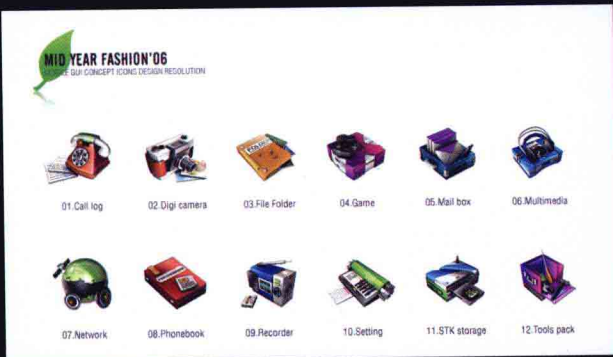 MID YEAR FASHION'06
MOBILE GUI CONCEPT ICONS DESIGN RESOLUTION
01.Call log
02.Digi camera
03.File Folder
04.Game
05.Mail box
06.Multimedia
07.Network
08.Phonebook
09.Recorder
10.Setting
11.STK storage
12.Tools pack